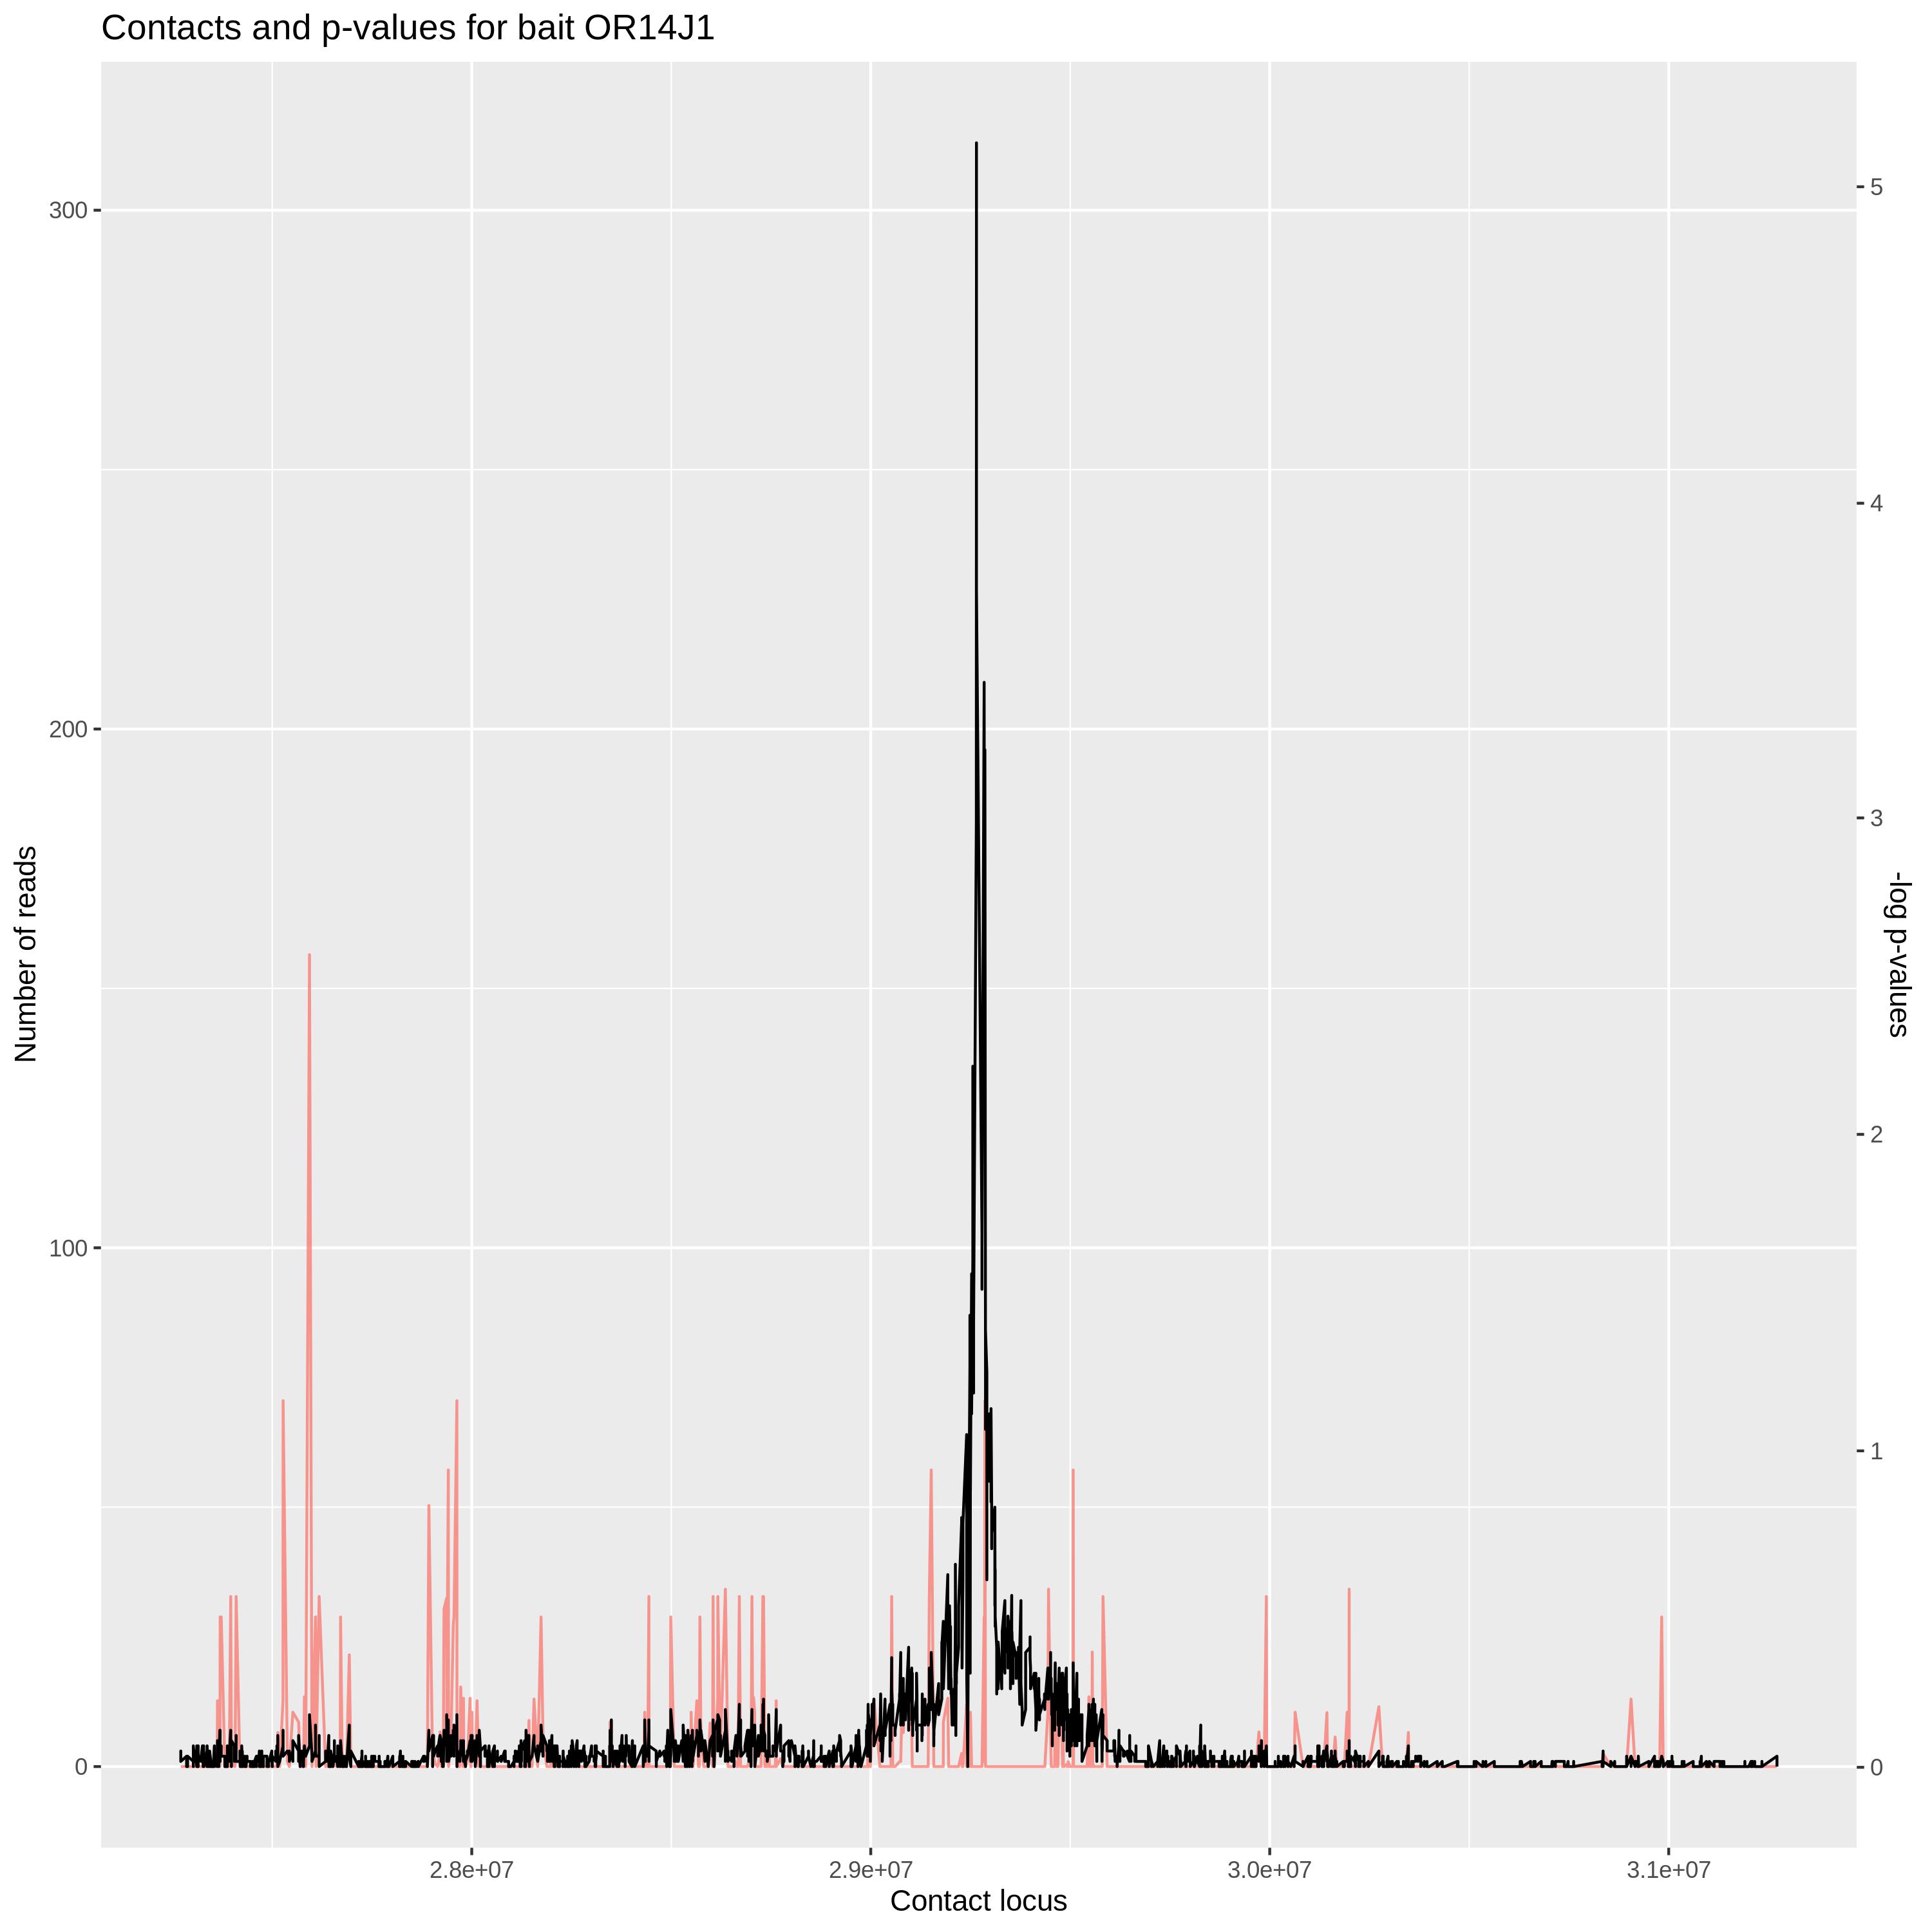 Contacts and p-values for bait OR14J1
300
200
100
0
Number of reads
5
4
3
2
1
0
-log p-values
2.8e+07 2.9e+07 3.0e+07 3.1e+07
Contact locus